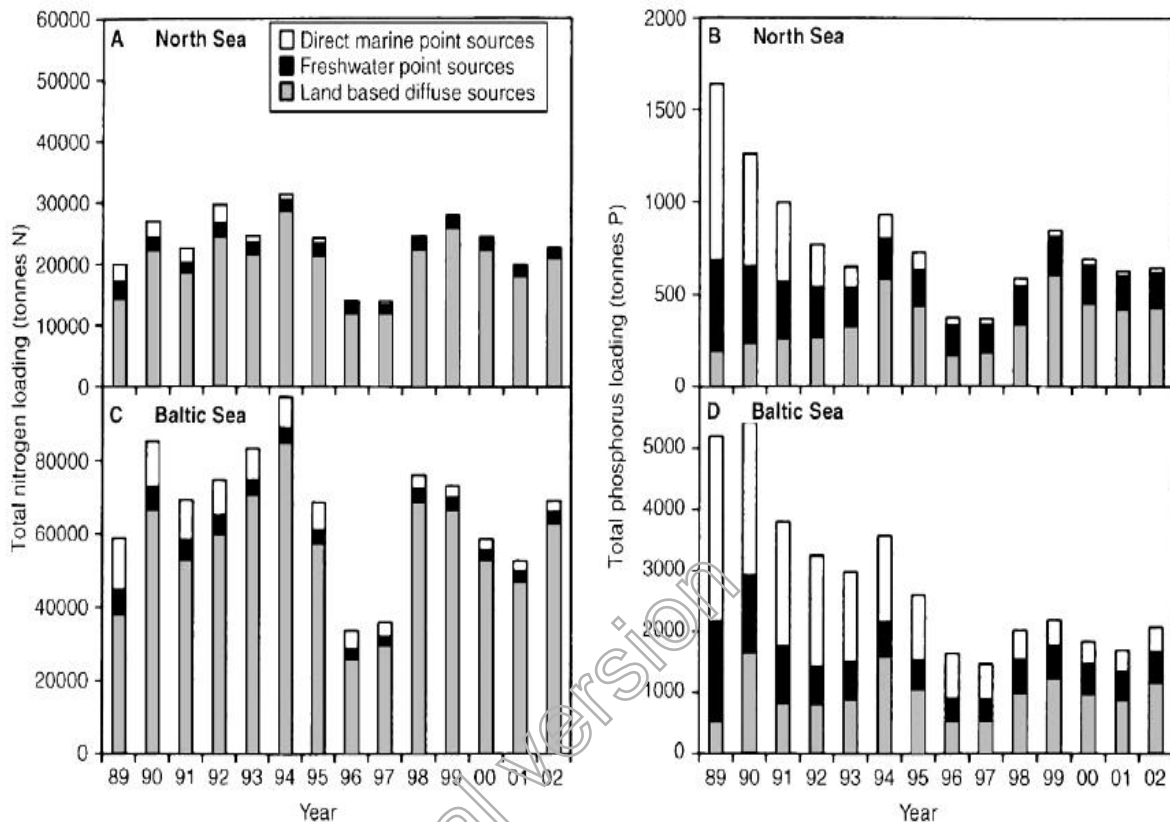 A North Sea
Direct marine point sources
Freshwater point sources
Land based diffuse sources
60000
50000
40000
30000
20000
10000
0
B North Sea
2000
1500
1000
500
0
C Baltic Sea
80000
60000
40000
20000
0
Total nitrogen loading (tonnes N)
89 90 91 92 93 94 95 96 97 98 99 00 01 02
Year
D Baltic Sea
5000
4000
3000
2000
1000
0
Total phosphorus loading (tonnes P)
89 90 91 92 93 94 95 96 97 98 99 00 01 02
Year
al version